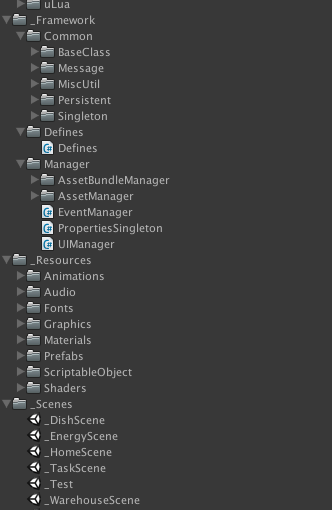 uLua
_Framework
Common
BaseClass
Message
MiscUtil
Persistent
Singleton
Defines
Defines
Manager
AssetBundleManager
AssetManager
EventManager
PropertiesSingleton
UIManager
_Resources
Animations
Audio
Fonts
Graphics
Materials
Prefabs
ScriptableObject
Shaders
_Scenes
_DishScene
_EnergyScene
_HomeScene
_TaskScene
_Test
_WarehouseScene